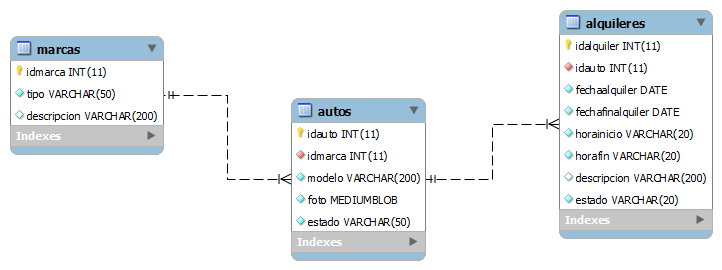 marcas
idmarca INT(11)
tipo VARCHAR(50)
descripcion VARCHAR(200)
Indexes
autos
idauto INT(11)
idmarca INT(11)
modelo VARCHAR(200)
foto MEDIUMBLOB
estado VARCHAR(50)
Indexes
alquileres
idalquiler INT(11)
idauto INT(11)
fechaalquiler DATE
fechafinalquiler DATE
horainicio VARCHAR(20)
horafin VARCHAR(20)
descripcion VARCHAR(200)
estado VARCHAR(20)
Indexes